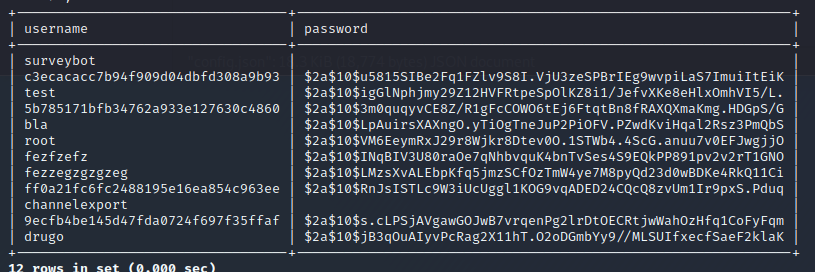 username password
surveybot
c3ecacacc7b94f909d04dbfd308a9b93 $2a$10$u5815SIBe2Fq1FZlv9S8I.VjU3zeSPBrIEg9wvpiLaS7ImuiItEiK
test $2a$10$igGlNphjmy29Z12HVFRtpeSpOlKZ8i1/JefvXKe8eHlxOmhVI5/L.
5b785171bfb34762a933e127630c4860 $2a$10$3m0quqyvCE8Z/R1gFcCOWO6tEj6FtqtBn8fRAXQXmaKmg.HDGpS/G
bla $2a$10$LpAuirsXAXngO.yTiOgTneJuP2PiOFV.PZwdKviHqal2Rsz3PmQbS
root $2a$10$VM6EeymRxJ29r8Wjkr8Dtev0O.1STWb4.4ScG.anuu7v0EFJwgjjO
fezfzefz $2a$10$INqBIV3U80raOe7qNhbvquK4bnTvSes4S9EQkPP891pv2v2rT1GNO
fezzegzgzgzeg $2a$10$LMzsXvALEbpKfq5jmzSCfOzTmW4ye7M8pyQd23d0wBDKe4RkQ11Ci
ff0a21fc6fc2488195e16ea854c963ee $2a$10$RnJsISTLc9W3iUcUggl1KOG9vqADED24CQcQ8zvUm1Ir9pxS.Pduq
channelexport
9ecfb4be145d47fda0724f697f35ffaf $2a$10$s.cLPSjAVgawGOJwB7vrqenPg2lrDtOECRtjwWahOzHfq1CoFyFqm
drugo $2a$10$jB3qOuAIyvPcRag2X11hT.O2oDGmbYy9//MLSUIfxecfSaeF2klaK
12 rows in set (0.000 sec)